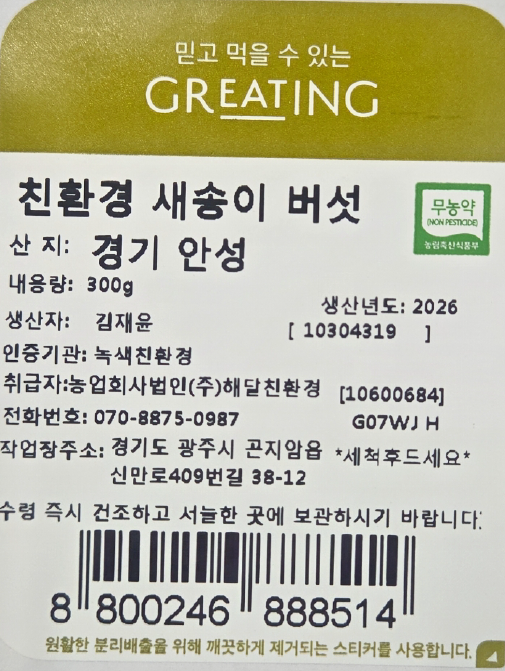 믿고 먹을 수 있는
GREATING
친환경 새송이 버섯
무농약
(NON PESTICIDE)
농림축산식품부
산 지: 경기 안성
내용량: 300g
생산년도: 2026
생산자: 김재윤
[ 10304319 ]
인증기관: 녹색친환경
취급자:농업회사법인(주)해달친환경 [10600684]
전화번호: 070-8875-0987 G07WJ H
작업장주소: 경기도 광주시 곤지암읍 *세척후드세요*
신만로409번길 38-12
수령 즉시 건조하고 서늘한 곳에 보관하시기 바랍니다.
8 800246 888514
원활한 분리배출을 위해 깨끗하게 제거되는 스티커를 사용합니다.